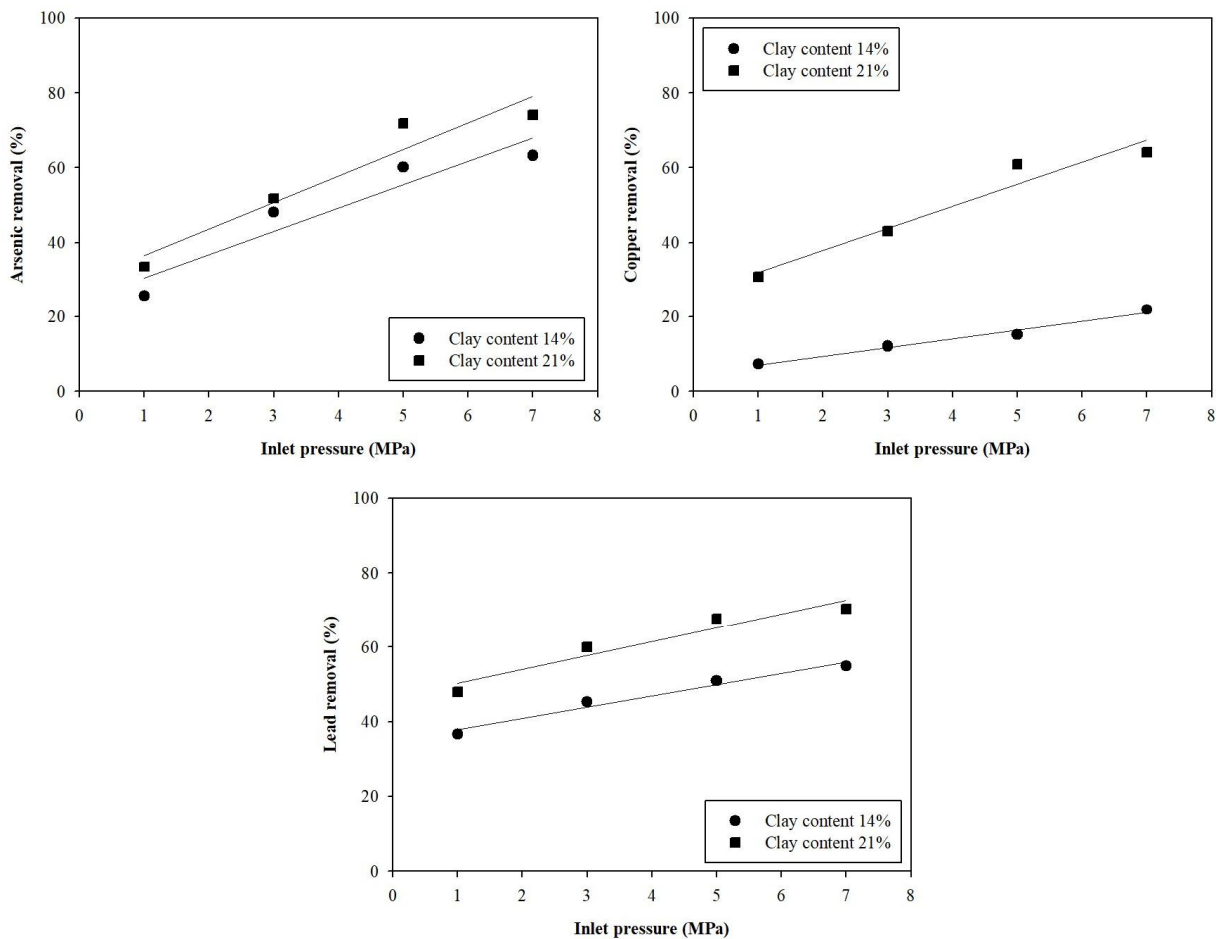 100
80
60
40
20
0
Arsenic removal (%)
Clay content 14%
Clay content 21%
0 1 2 3 4 5 6 7 8
Inlet pressure (MPa)
100
80
60
40
20
0
Copper removal (%)
Clay content 14%
Clay content 21%
0 1 2 3 4 5 6 7 8
Inlet pressure (MPa)
100
80
60
40
20
0
Lead removal (%)
Clay content 14%
Clay content 21%
0 1 2 3 4 5 6 7 8
Inlet pressure (MPa)